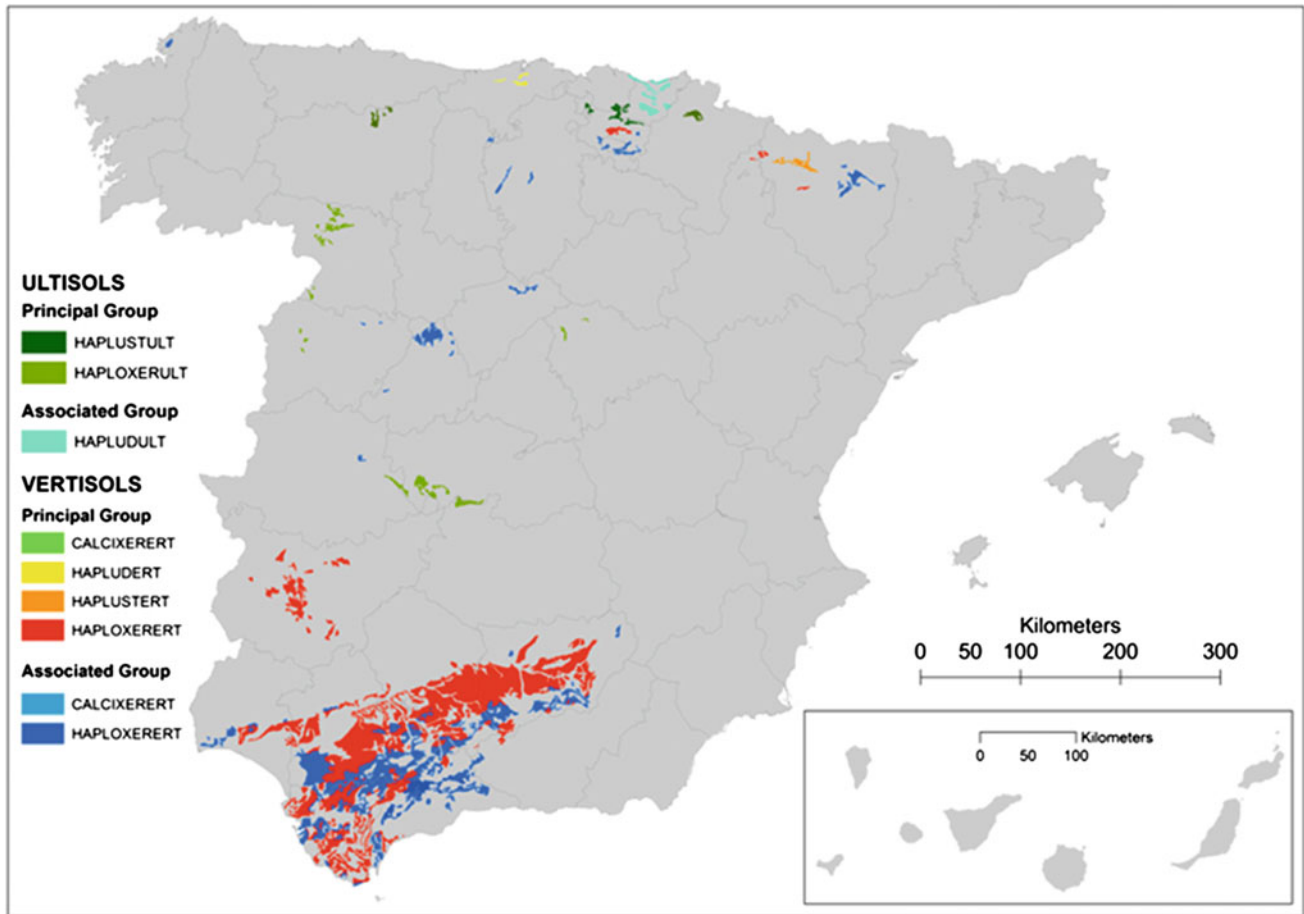 ULTISOLS
Principal Group
HAPLUSTULT
HAPLOXERULT
Associated Group
HAPLUDULT
VERTISOLS
Principal Group
CALCIXERERT
HAPLUDERT
HAPLUSTERT
HAPLOXERERT
Associated Group
CALCIXERERT
HAPLOXERERT
Kilometers
0 50 100 200 300
Kilometers
0 50 100